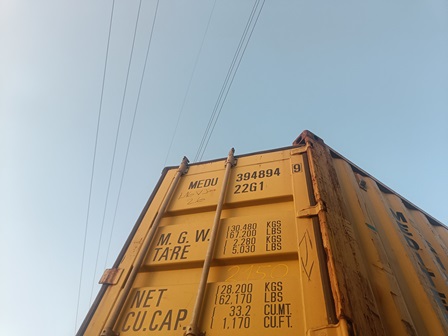 MEDU 394894 9
22G1
M. G. W. 30.480 KGS
67.200 LBS
TARE 2.280 KGS
5.030 LBS
NET 28.200 KGS
62.170 LBS
CU.CAP. 33.2 CU.MT.
1.170 CU.FT.